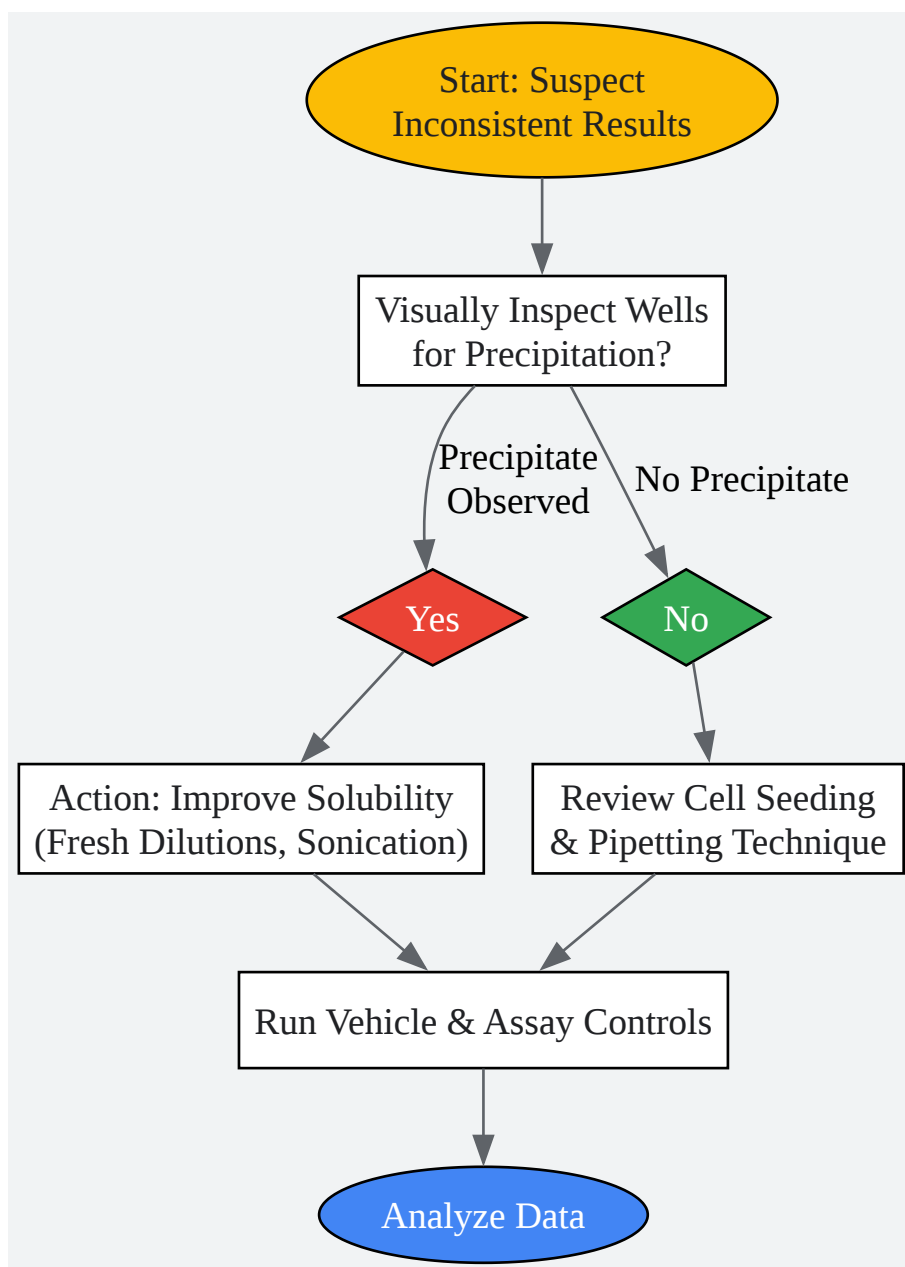 Start: Suspect
Inconsistent Results
Visually Inspect Wells
for Precipitation?
Precipitate
Observed
No Precipitate
Yes
No
Action: Improve Solubility
(Fresh Dilutions, Sonication)
Review Cell Seeding
& Pipetting Technique
Run Vehicle & Assay Controls
Analyze Data